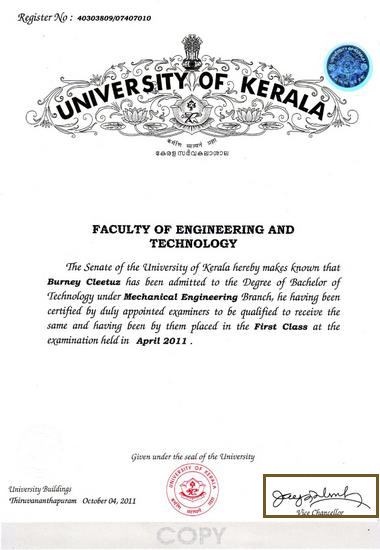 Register No : 40303809/07407010
UNIVERSITY OF KERALA
कर्मणि व्यज्यते प्रज्ञा
കേരള സർവകലാശാല
FACULTY OF ENGINEERING AND
TECHNOLOGY
The Senate of the University of Kerala hereby makes known that
Burney Cleetuz has been admitted to the Degree of Bachelor of
Technology under Mechanical Engineering Branch, he having been
certified by duly appointed examiners to be qualified to receive the
same and having been by them placed in the First Class at the
examination held in April 2011 .
Given under the seal of the University
UNIVERSITY OF KERALA
University Buildings
Thiruvananthapuram October 04, 2011
Vice Chancellor
COPY